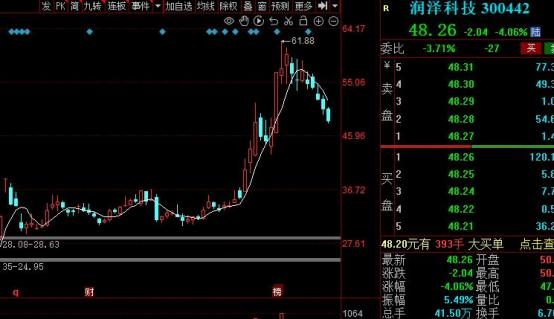 发 PK 简 九转 连板 事件 加自选 均线 除权 叠 窗 预测 更多
R 润泽科技 300442
48.26 -2.04 -4.06% 陆
委比 -3.71% -27 买
64.17
61.88
55.06
45.96
36.72
27.61
28.08-28.63
35-24.95
q 财 榜
1064
¥ 卖盘
5 48.31 77.3
4 48.30 49.
3 48.29 1.0
2 48.28 54.6
1 48.27 1.4
买盘
1 48.26 120.1
2 48.25 5.
3 48.24 7.7
4 48.22 0.5
5 48.21 36.2
48.20元有 393手 大买单 点击查
最新 48.26 开盘 50.
涨跌 -2.04 最高 50.
涨幅 -4.06% 最低 47.
振幅 5.49% 量比 0.
总手 41.50万 换手 6.7